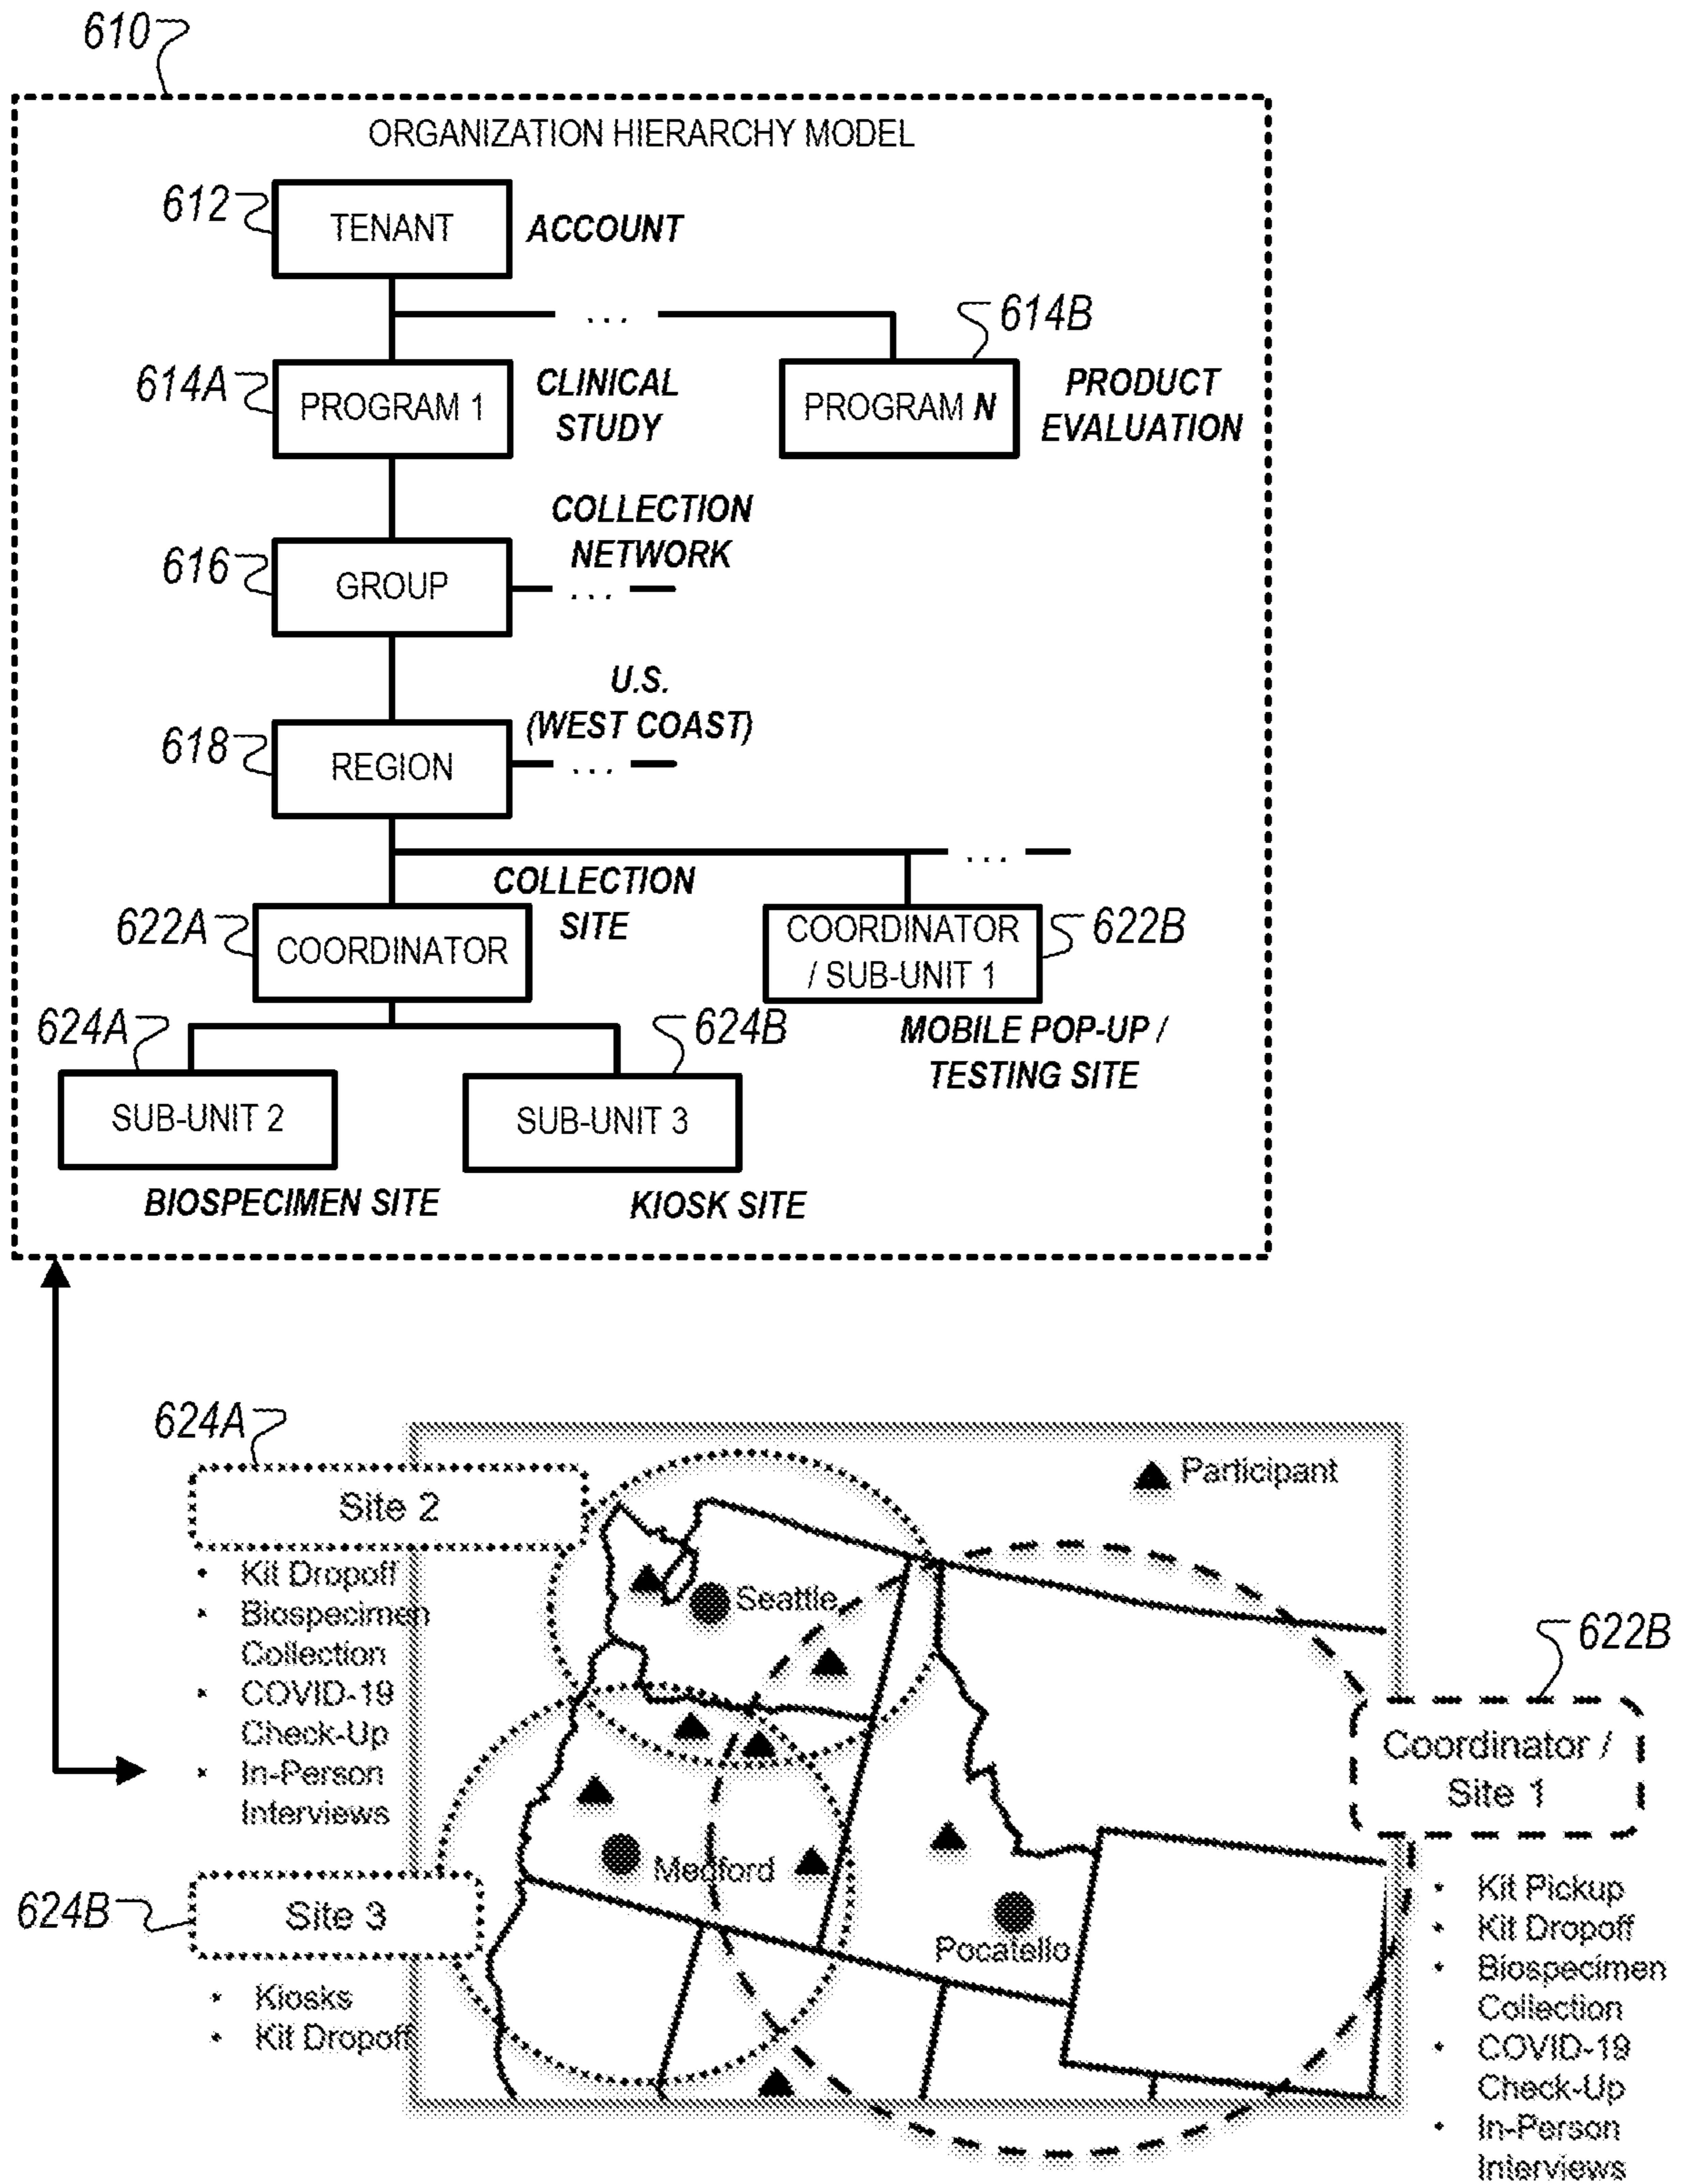 610
ORGANIZATION HIERARCHY MODEL
612
TENANT
ACCOUNT
...
614B
614A
PROGRAM 1
CLINICAL
STUDY
PROGRAM N
PRODUCT
EVALUATION
COLLECTION
NETWORK
616
GROUP
...
U.S.
(WEST COAST)
618
REGION
...
...
COLLECTION
SITE
622A
COORDINATOR
COORDINATOR
/ SUB-UNIT 1
622B
MOBILE POP-UP /
TESTING SITE
624A
624B
SUB-UNIT 2
SUB-UNIT 3
BIOSPECIMEN SITE
KIOSK SITE
624A
Site 2
• Kit Dropoff
• Biospecimen
Collection
• COVID-19
Check-Up
• In-Person
Interviews
624B
Site 3
• Kiosks
• Kit Dropoff
Participant
Seattle
Medford
Pocatello
622B
Coordinator /
Site 1
• Kit Pickup
• Kit Dropoff
• Biospecimen
Collection
• COVID-19
Check-Up
• In-Person
Interviews